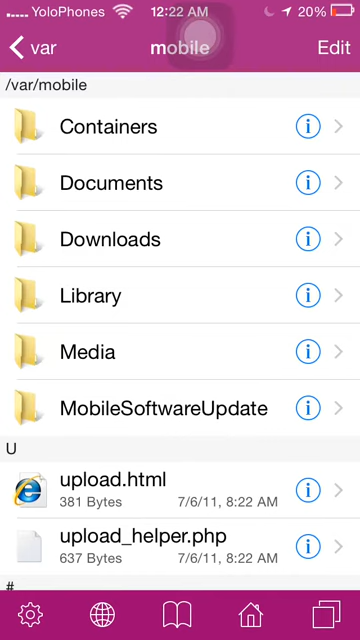 YoloPhones 12:22 AM 20%
var mobile Edit
/var/mobile
Containers
Documents
Downloads
Library
Media
MobileSoftwareUpdate
U
upload.html
381 Bytes 7/6/11, 8:22 AM
upload_helper.php
637 Bytes 7/6/11, 8:22 AM
#